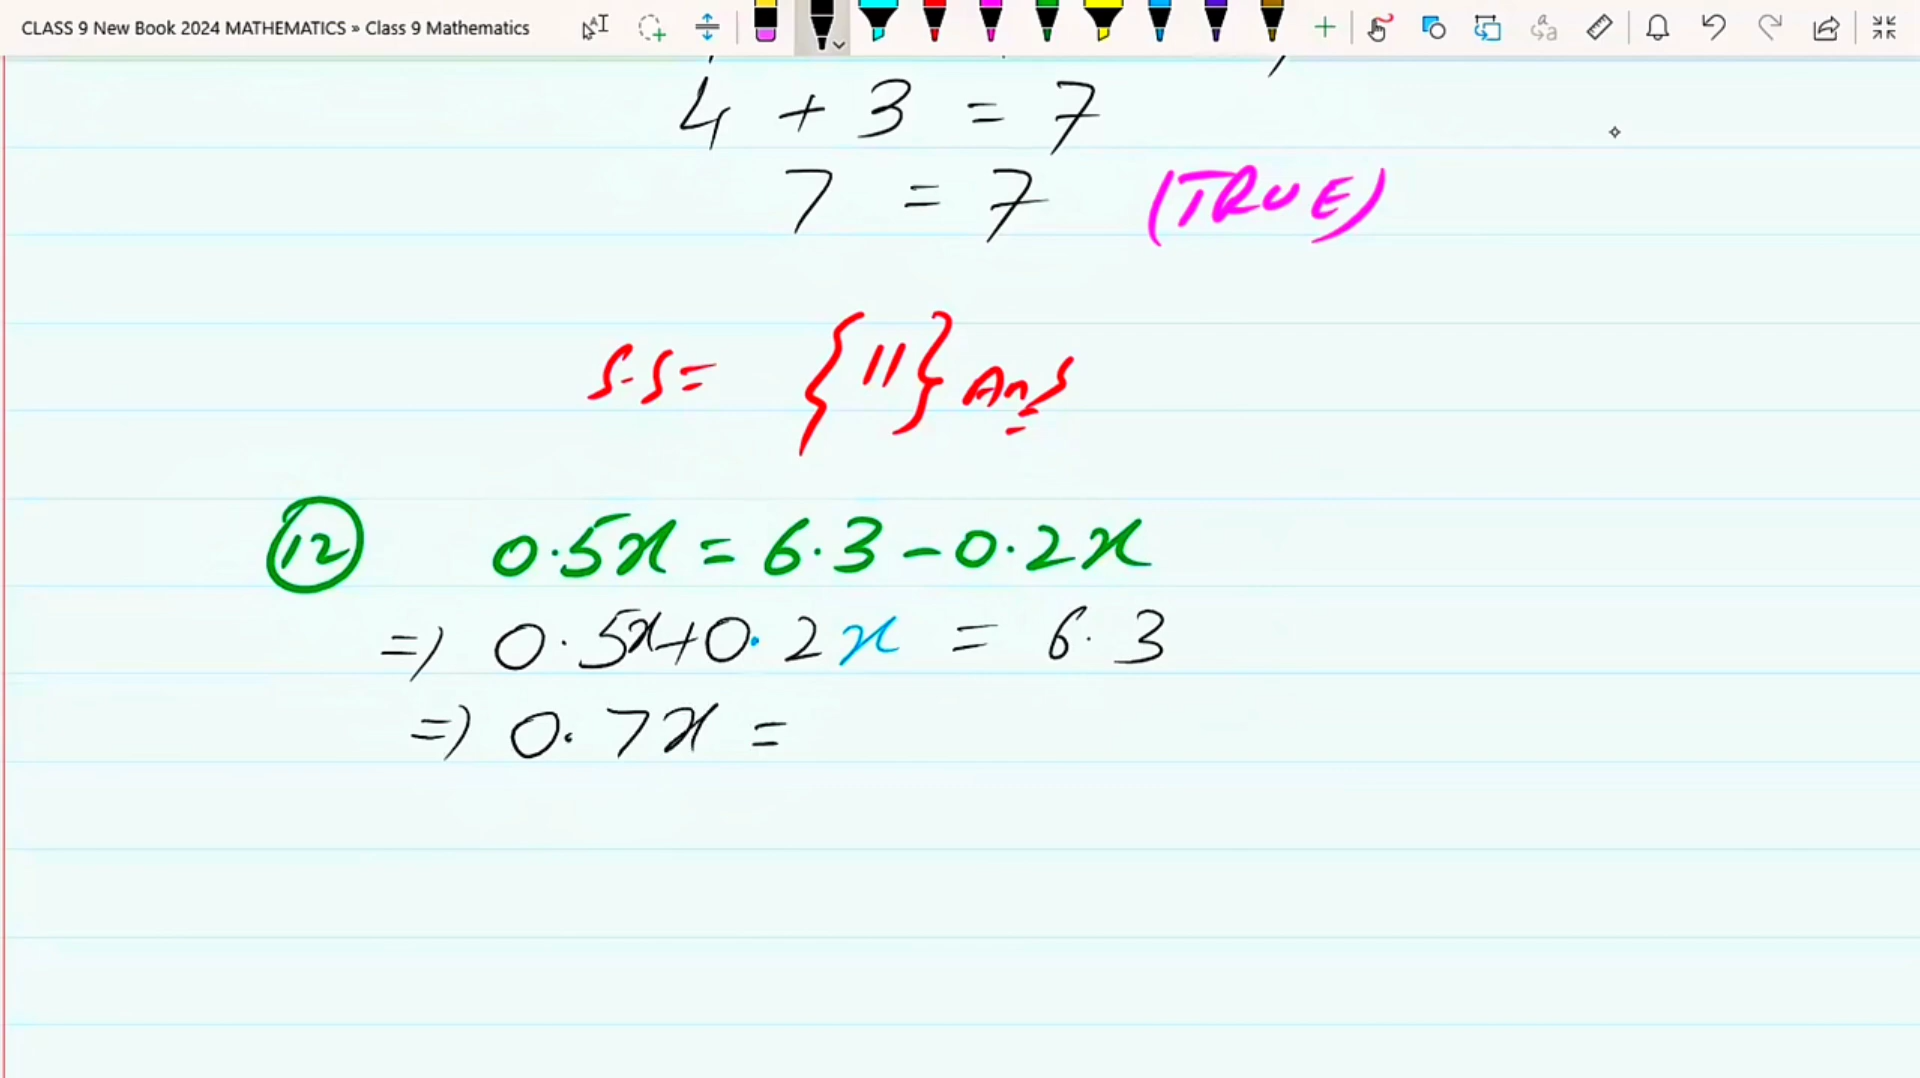 CLASS 9 New Book 2024 MATHEMATICS » Class 9 Mathematics
4 + 3 = 7
7 = 7 (TRUE)
S.S = {11} Ans
12 0.5x = 6.3 - 0.2x
=> 0.5x+0.2x = 6.3
=> 0.7x =